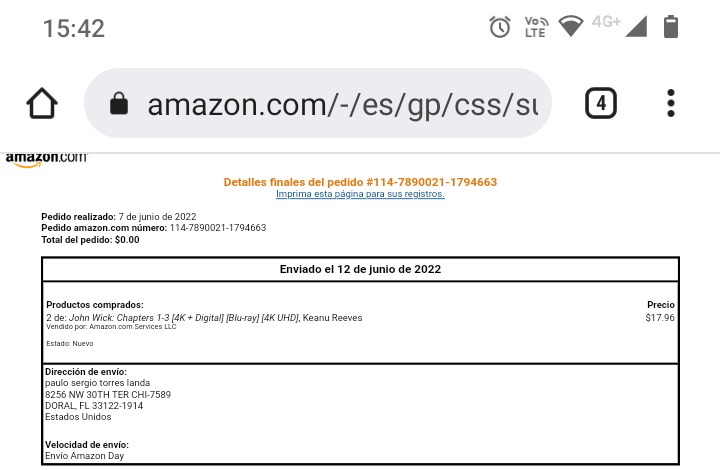 15:42
Vo LTE
4G+
amazon.com/-/es/gp/css/su
4
amazon.com
Detalles finales del pedido #114-7890021-1794663
Imprima esta página para sus registros.
Pedido realizado: 7 de junio de 2022
Pedido amazon.com número: 114-7890021-1794663
Total del pedido: $0.00
Enviado el 12 de junio de 2022
Productos comprados: Precio
2 de: John Wick: Chapters 1-3 [4K + Digital] [Blu-ray] [4K UHD], Keanu Reeves $17.96
Vendido por: Amazon.com Services LLC
Estado: Nuevo
Dirección de envío:
paulo sergio torres landa
8256 NW 30TH TER CHI-7589
DORAL, FL 33122-1914
Estados Unidos
Velocidad de envío:
Envío Amazon Day